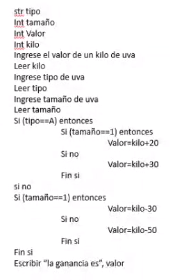 str tipo
Int tamaño
Int Valor
Int kilo
Ingrese el valor de un kilo de uva
Leer kilo
Ingrese tipo de uva
Leer tipo
Ingrese tamaño de uva
Leer tamaño
Si (tipo==A) entonces
Si (tamaño==1) entonces
Valor=kilo+20
Si no
Valor=kilo+30
Fin si
si no
Si (tamaño==1) entonces
Valor=kilo-30
Si no
Valor=kilo-50
Fin si
Fin si
Escribir “la ganancia es”, valor